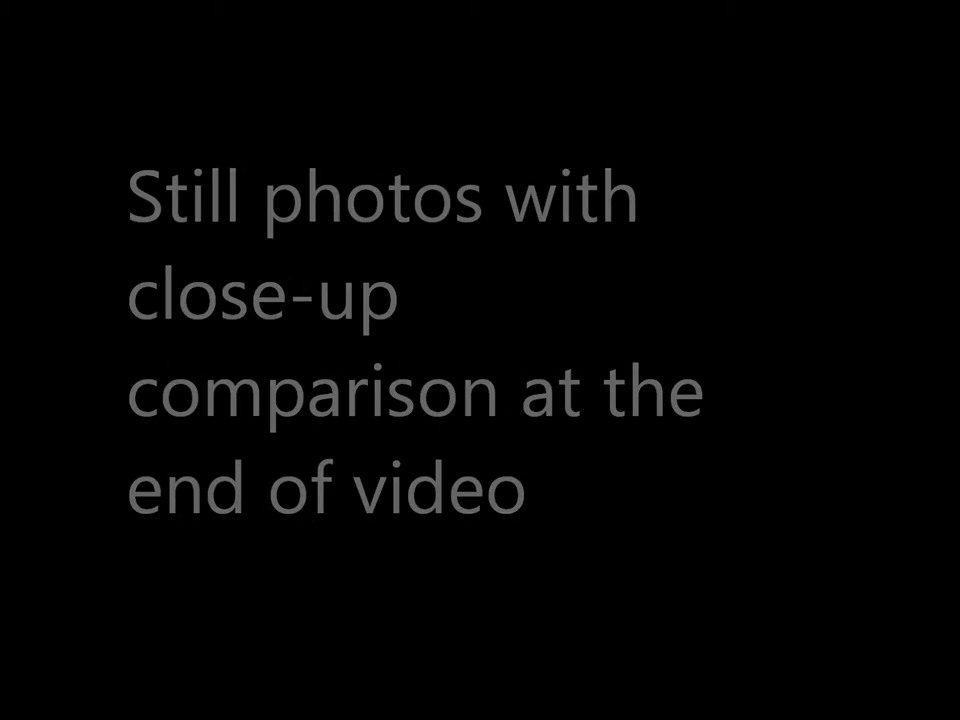 Still photos with
close-up
comparison at the
end of video